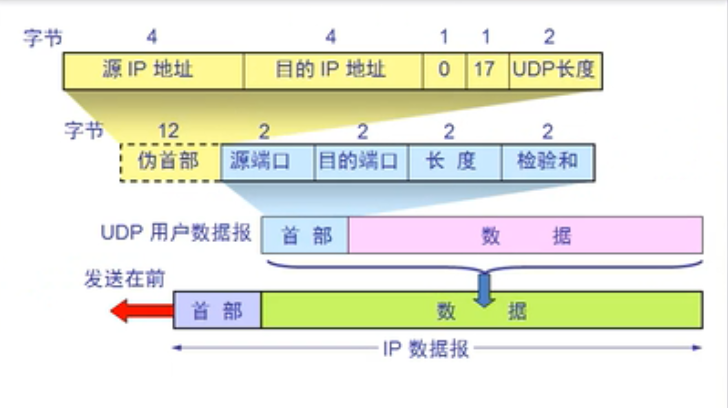 字节 4 4 1 1 2
源 IP 地址 目的 IP 地址 0 17 UDP长度
字节 12 2 2 2 2
伪首部 源端口 目的端口 长 度 检验和
UDP 用户数据报 首 部 数 据
发送在前
首 部 数 据
IP 数据报